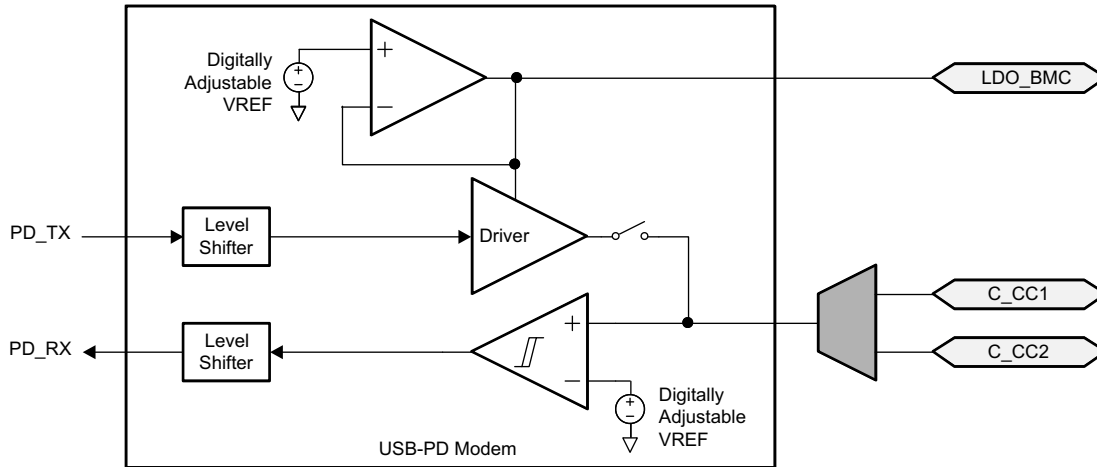 Digitally
Adjustable
VREF
LDO_BMC
PD_TX
Level
Shifter
Driver
C_CC1
PD_RX
Level
Shifter
C_CC2
Digitally
Adjustable
VREF
USB-PD Modem